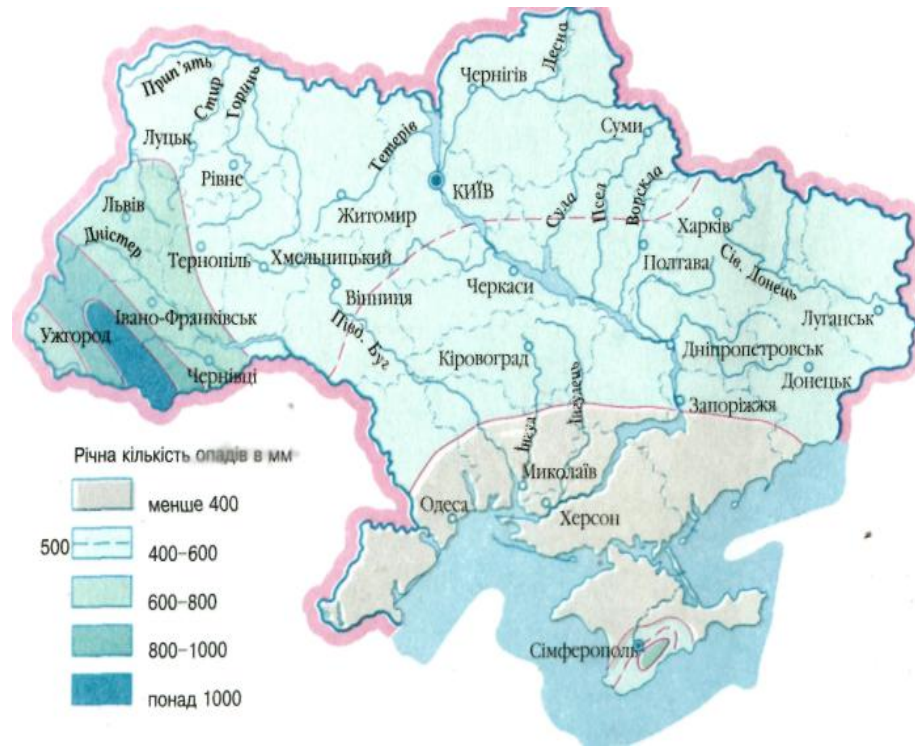 Прип’ять
Стир
Горинь
Чернігів
Десна
Луцьк
Рівне
Тетерів
КИЇВ
Суми
Сула
Псел
Ворскла
Житомир
Харків
Львів
Дністер
Тернопіль
Хмельницький
Вінниця
Черкаси
Полтава
Сів. Донець
Луганськ
Ужгород
Івано-Франківськ
Чернівці
Півд. Буг
Кіровоград
Дніпропетровськ
Донецьк
Запоріжжя
Інгул
Інгулець
Миколаїв
Одеса
Херсон
Сімферополь
Річна кількість опадів в мм
менше 400
500 400–600
600–800
800–1000
понад 1000